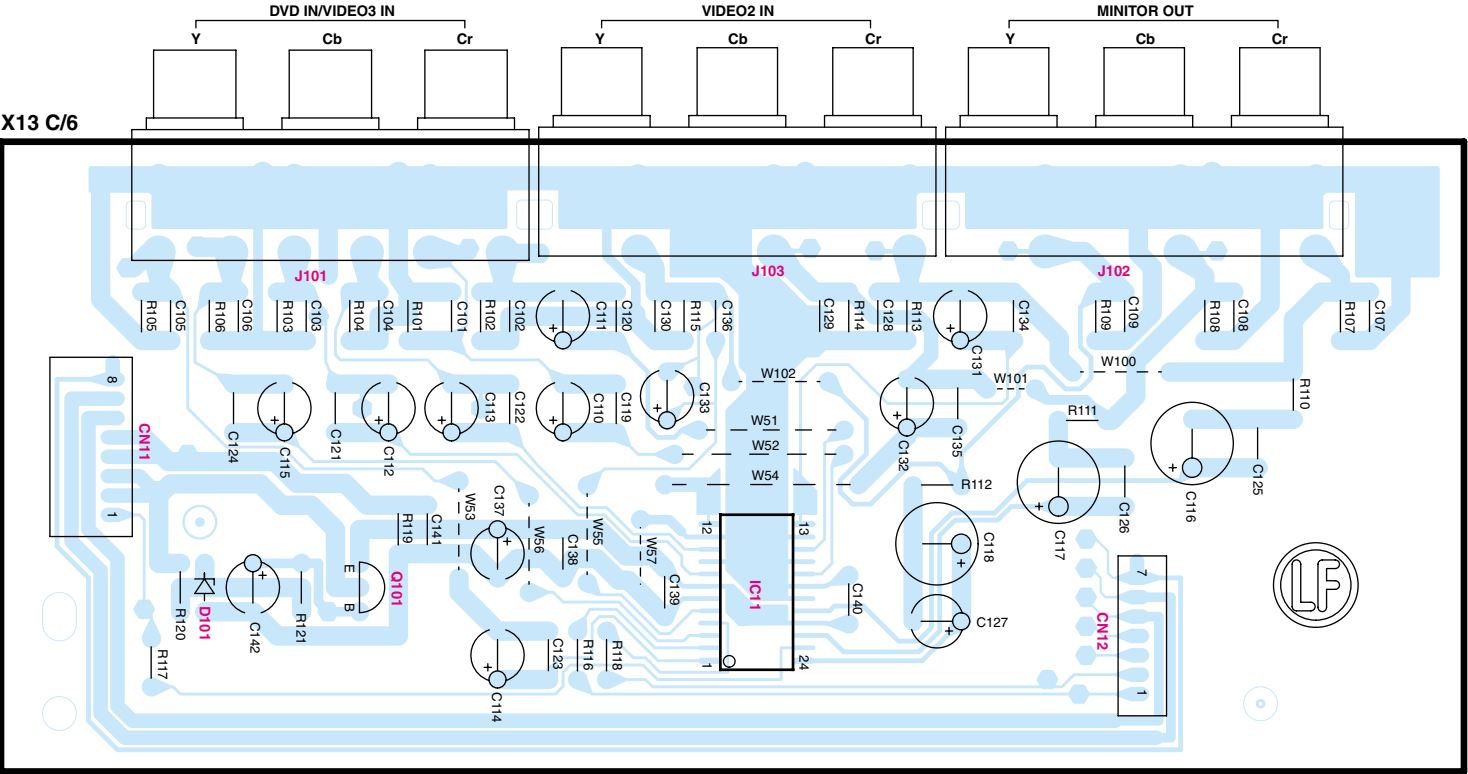 DVD IN/VIDEO3 IN VIDEO2 IN MINITOR OUT
Y Cb Cr Y Cb Cr Y Cb Cr
X13 C/6
J101 J103 J102
R105 C105 R106 C106 R103 C103 R104 C104 R101 C101 R102 C102 C111 C120 C130 R115 C136 C129 R114 C128 R113 C134 R109 C109 R108 C108 R107 C107
+ +
C131
W100
W102 W101
8
C133 R110
C113 C122 C110 C119
R111
+ + + + + +
W51
CN11 C124 C115 C121 C112 W52 C132 C135
+
W54 R112 C125
C116
1 W53 C137 +
C126
R119 C141 W56 W55 12 13 C117
+ C138 W57 C118
E +
+ Q101 C139 IC11 7
B C140 LF
R120 D101 C142 R121 C127
+
CN12
R117 + C123 R116 R118 1 24
C114 1